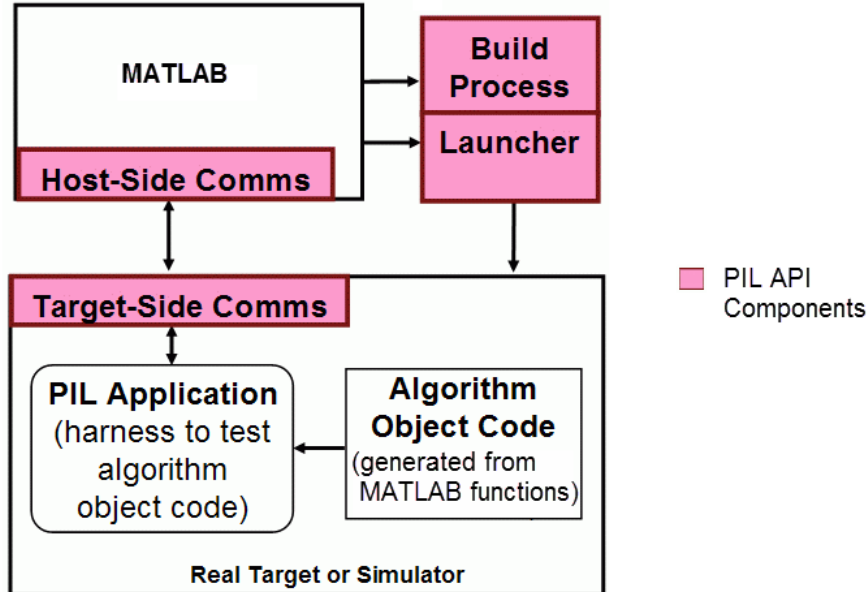 MATLAB
Build
Process
Launcher
Host-Side Comms
Target-Side Comms
PIL Application
(harness to test
algorithm
object code)
Algorithm
Object Code
(generated from
MATLAB functions)
Real Target or Simulator
PIL API
Components